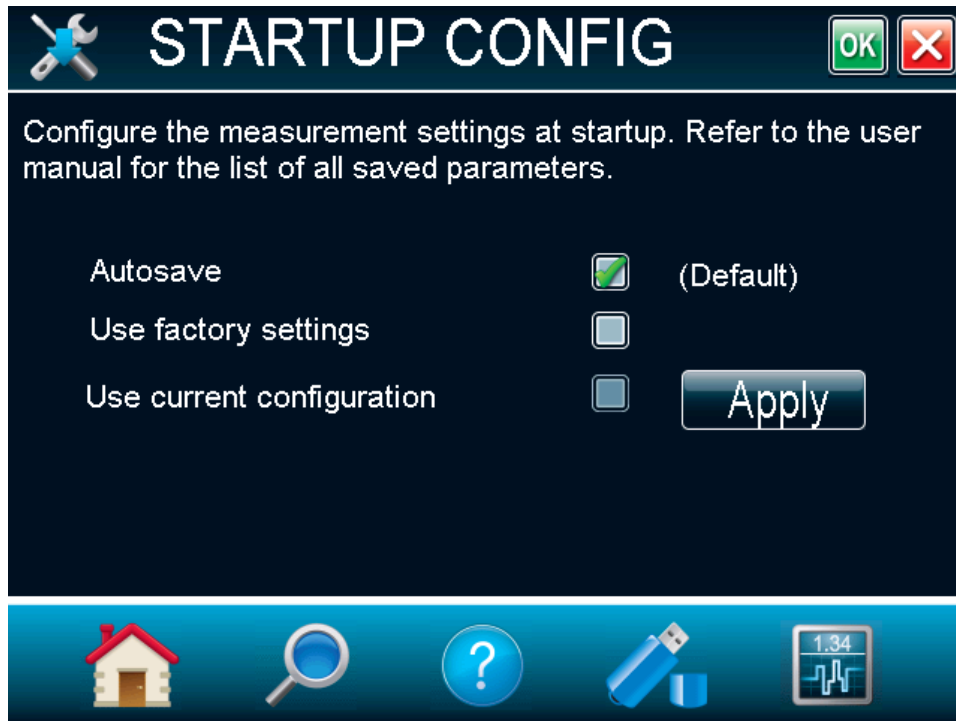 STARTUP CONFIG
OK
Configure the measurement settings at startup. Refer to the user
manual for the list of all saved parameters.
Autosave (Default)
Use factory settings
Use current configuration Apply
?
1.34